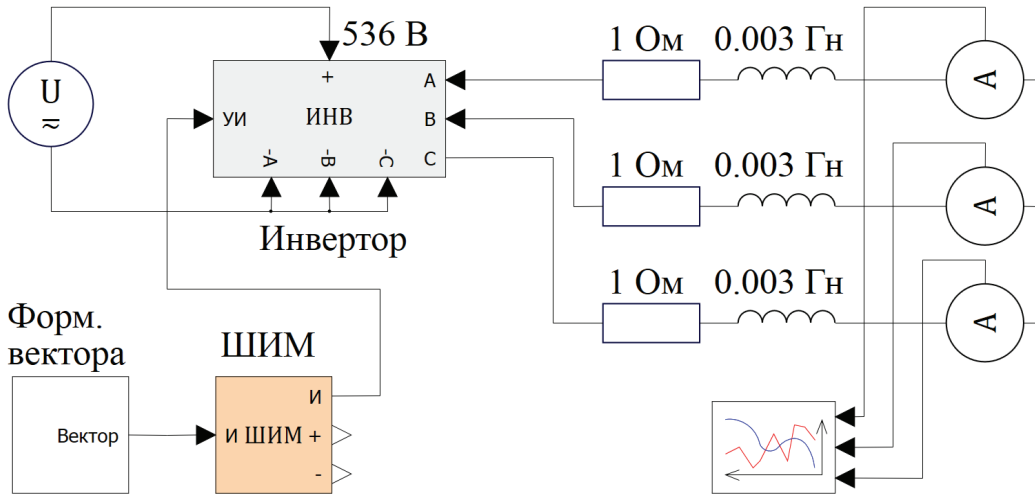 536 В
1 Ом 0.003 Гн
U
≂
+
A
УИ
ИНВ
B
-A -B -C
C
1 Ом 0.003 Гн
A
A
A
Инвертор
1 Ом 0.003 Гн
Форм.
вектора
ШИМ
И
Вектор
И ШИМ +
-